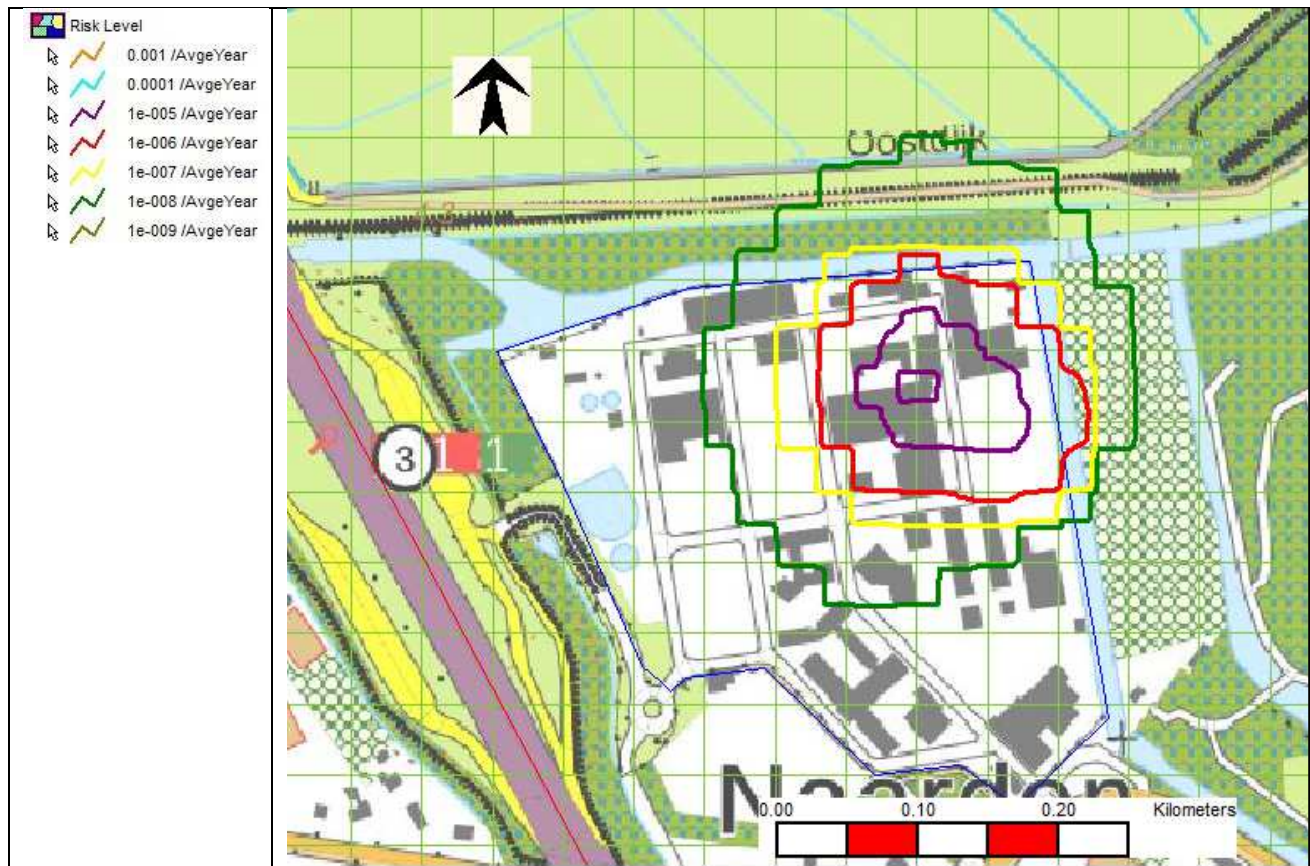 Risk Level
0.001 /AvgeYear
0.0001 /AvgeYear
1e-005 /AvgeYear
1e-006 /AvgeYear
1e-007 /AvgeYear
1e-008 /AvgeYear
1e-009 /AvgeYear
Oostdijk
3
1 1
Noorden
0.00 0.10 0.20 Kilometers